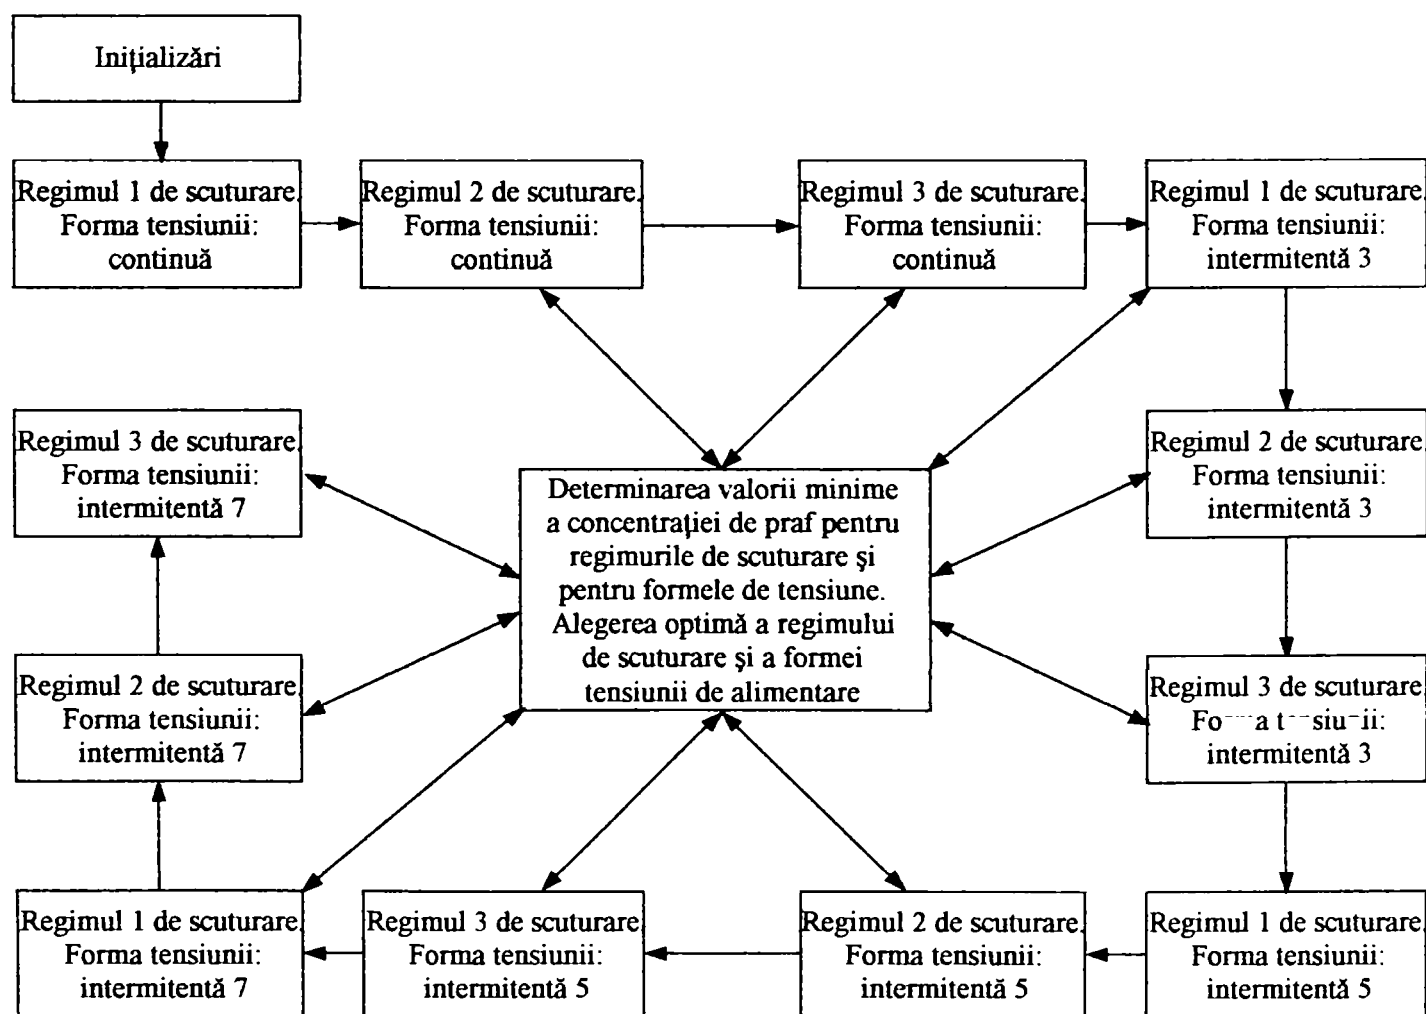 Inițializări
Regimul 1 de scuturare.
Forma tensiunii:
continuă
Regimul 2 de scuturare.
Forma tensiunii:
continuă
Regimul 3 de scuturare.
Forma tensiunii:
continuă
Regimul 1 de scuturare.
Forma tensiunii:
intermitentă 3
Regimul 3 de scuturare.
Forma tensiunii:
intermitentă 7
Determinarea valorii minime
a concentrației de praf pentru
regimurile de scuturare și
pentru formele de tensiune.
Alegerea optimă a regimului
de scuturare și a formei
tensiunii de alimentare
Regimul 2 de scuturare.
Forma tensiunii:
intermitentă 3
Regimul 2 de scuturare.
Forma tensiunii:
intermitentă 7
Regimul 3 de scuturare.
intermitentă 3
Regimul 1 de scuturare.
Forma tensiunii:
intermitentă 7
Regimul 3 de scuturare.
Forma tensiunii:
intermitentă 5
Regimul 2 de scuturare.
Forma tensiunii:
intermitentă 5
Regimul 1 de scuturare.
Forma tensiunii:
intermitentă 5